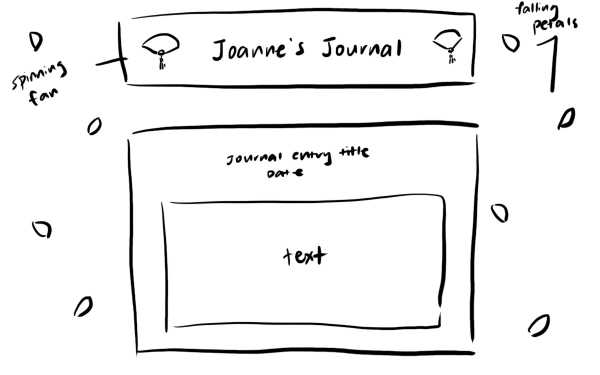 falling
petals
Joanne's Journal
spinning
fan
Journal entry title
Date
text